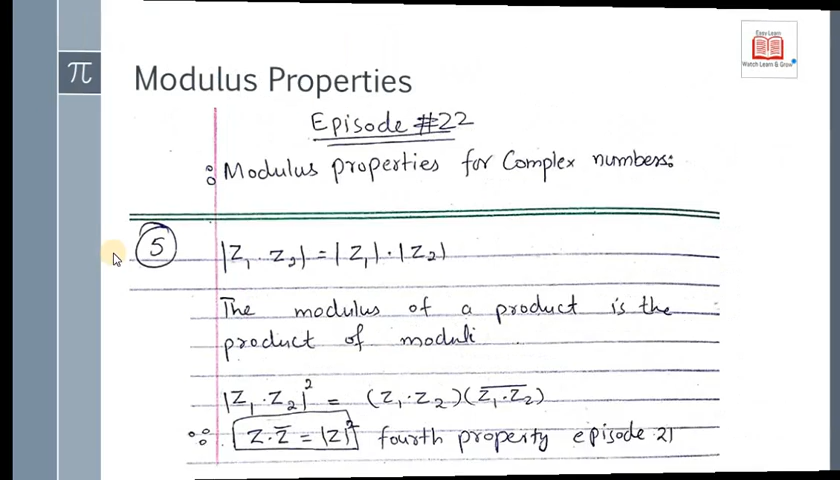 Easy Learn
Watch Learn & Grow
π
Modulus Properties
Episode #22
Modulus properties for Complex numbers:
5
|Z₁ · Z₂| = |Z₁| · |Z₂|
The modulus of a product is the
product of moduli
|Z₁ · Z₂|² = (Z₁ · Z₂)(Z̅₁̅ ̅·̅ ̅Z̅₂̅)
∵ Z · Z̅ = |Z|² fourth property episode 21